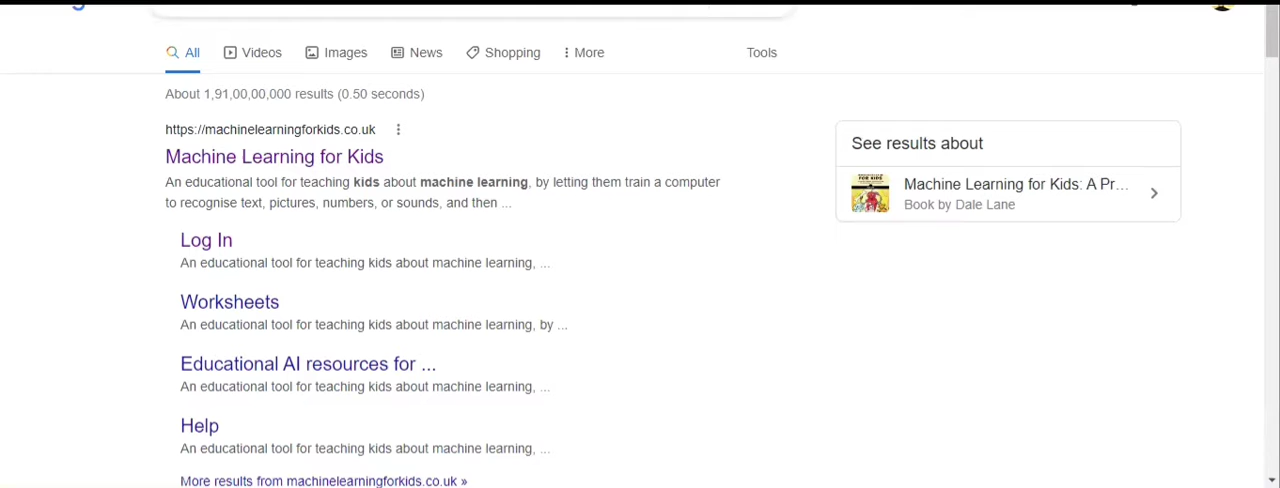 All Videos Images News Shopping More Tools
About 1,91,00,00,000 results (0.50 seconds)
https://machinelearningforkids.co.uk
Machine Learning for Kids
An educational tool for teaching kids about machine learning, by letting them train a computer
to recognise text, pictures, numbers, or sounds, and then ...
Log In
An educational tool for teaching kids about machine learning, ...
Worksheets
An educational tool for teaching kids about machine learning, by ...
Educational AI resources for ...
An educational tool for teaching kids about machine learning, ...
Help
An educational tool for teaching kids about machine learning, ...
More results from machinelearningforkids.co.uk »
See results about
Machine Learning for Kids: A Pr...
Book by Dale Lane